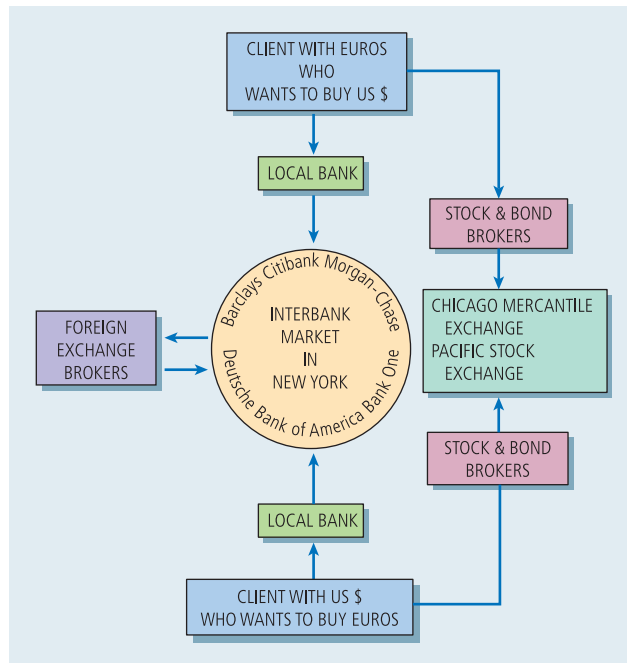 CLIENT WITH EUROS
WHO
WANTS TO BUY US $
LOCAL BANK
STOCK & BOND
BROKERS
Barclays Citibank Morgan-Chase
INTERBANK
MARKET
IN
NEW YORK
Deutsche Bank of America Bank One
FOREIGN
EXCHANGE
BROKERS
CHICAGO MERCANTILE
EXCHANGE
PACIFIC STOCK
EXCHANGE
STOCK & BOND
BROKERS
LOCAL BANK
CLIENT WITH US $
WHO WANTS TO BUY EUROS